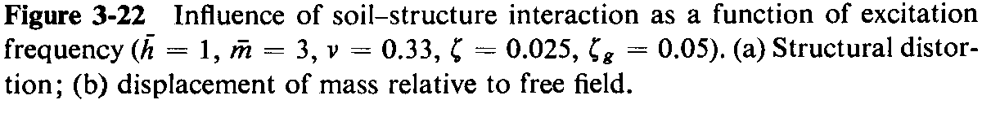 Figure 3-22 Influence of soil–structure interaction as a function of excitation
frequency (h̄ = 1, m̄ = 3, ν = 0.33, ζ = 0.025, ζg = 0.05). (a) Structural distor-
tion; (b) displacement of mass relative to free field.